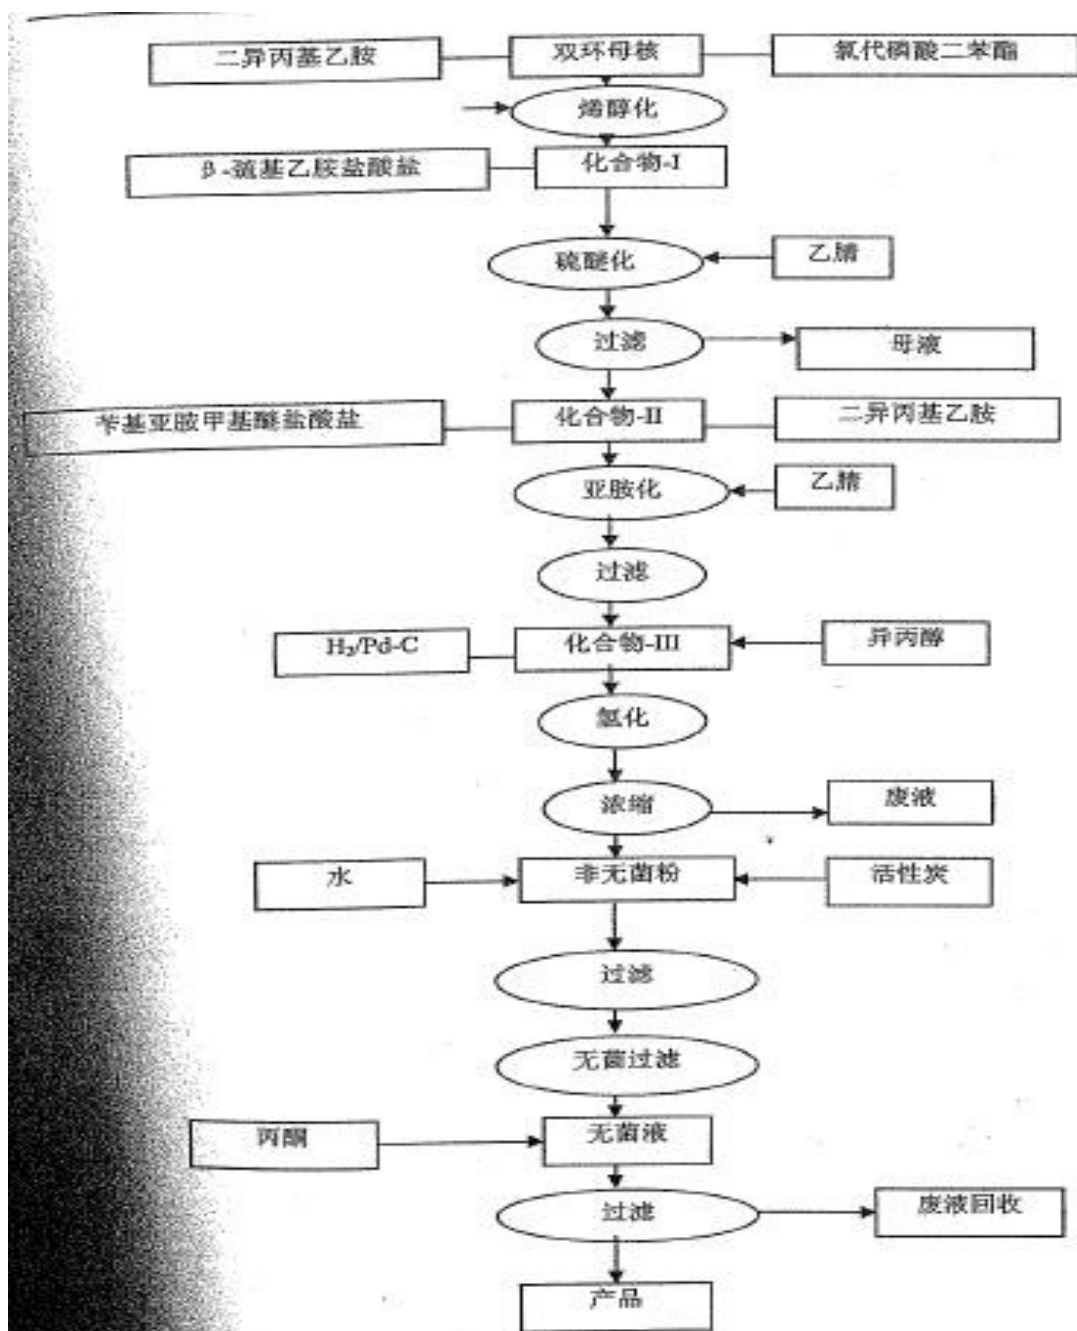 二异丙基乙胺
双环母核
氯代磷酸二苯酯
烯醇化
β-巯基乙胺盐酸盐
化合物-I
硫醚化
乙腈
过滤
母液
苄基亚胺甲基醚盐酸盐
化合物-II
二异丙基乙胺
亚胺化
乙腈
过滤
H₂/Pd-C
化合物-III
异丙醇
氢化
浓缩
废液
水
非无菌粉
活性炭
过滤
无菌过滤
丙酮
无菌液
过滤
废液回收
产品